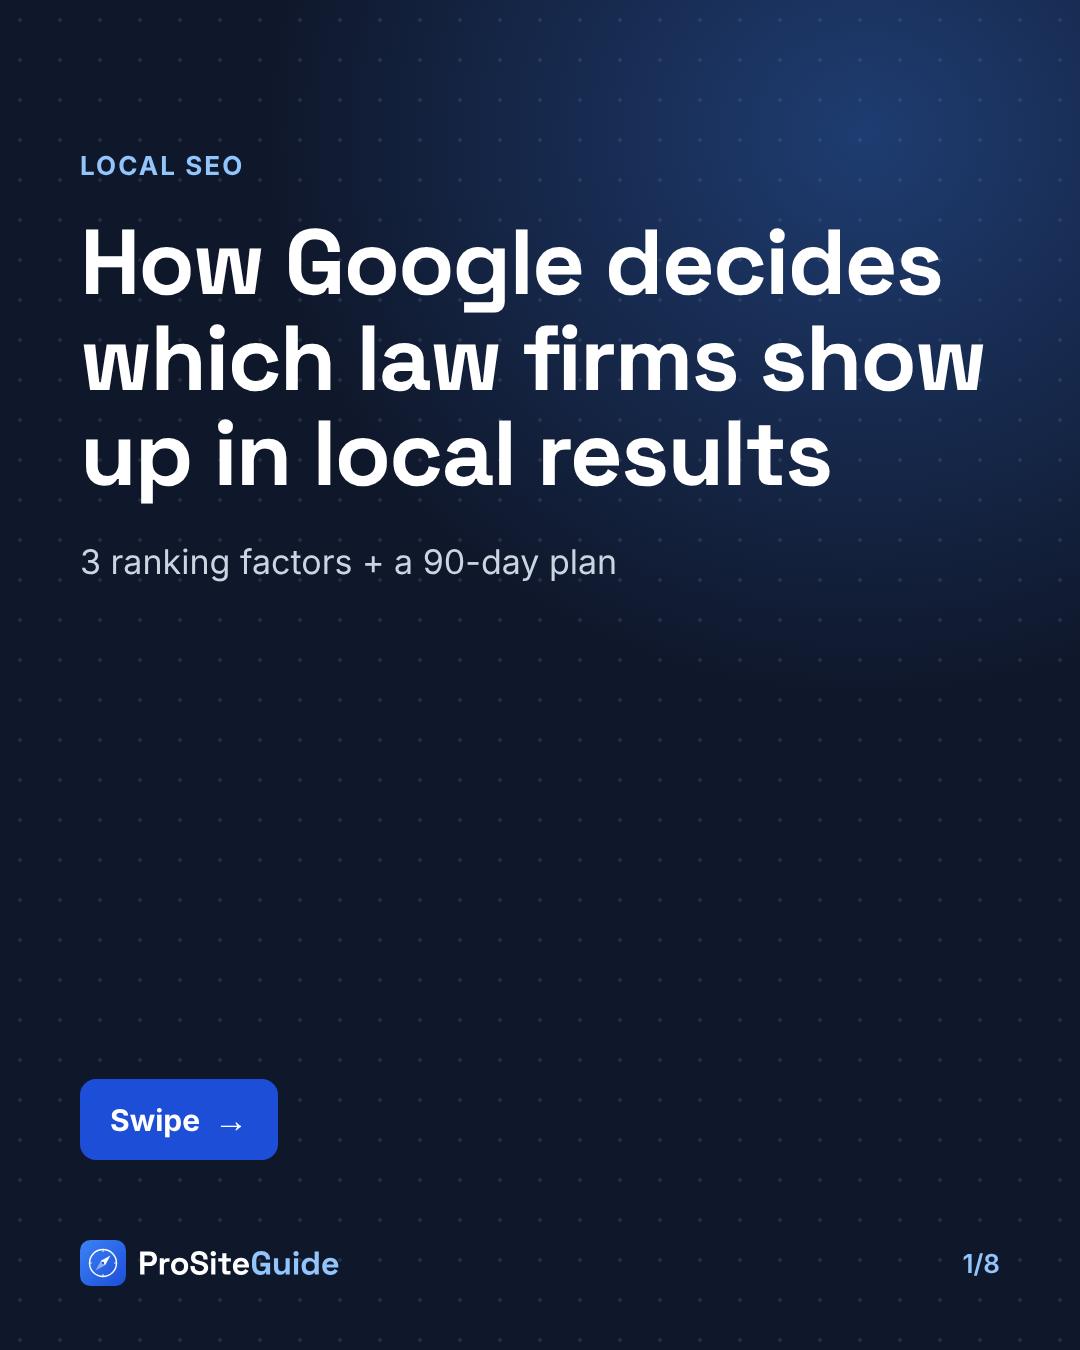 LOCAL SEO
How Google decides
which law firms show
up in local results
3 ranking factors + a 90-day plan
Swipe →
ProSiteGuide
1/8